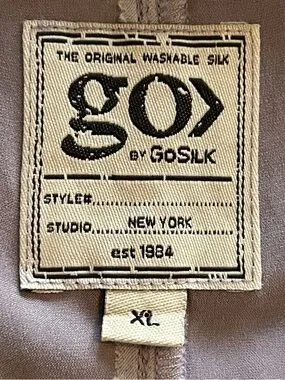 THE ORIGINAL WASHABLE SILK
go>
BY GOSILK
STYLE#
STUDIO NEW YORK
est 1984
XL